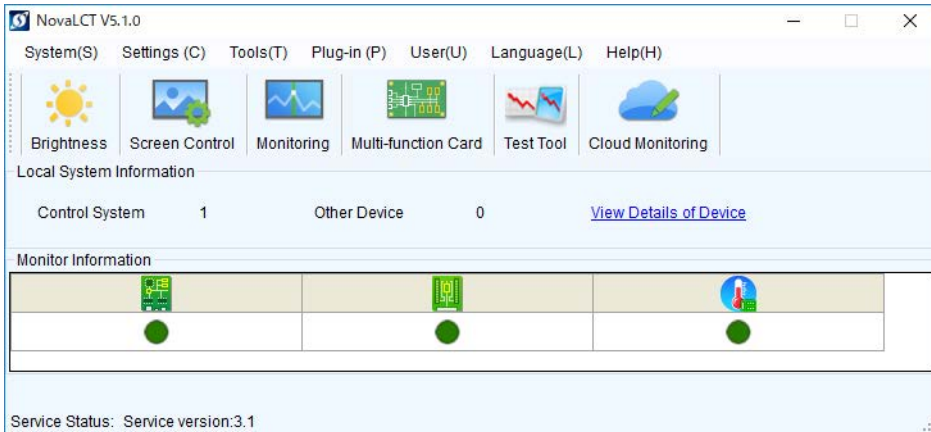 NovaLCT V5.1.0
System(S) Settings (C) Tools(T) Plug-in (P) User(U) Language(L) Help(H)
Brightness Screen Control Monitoring Multi-function Card Test Tool Cloud Monitoring
Local System Information
Control System 1 Other Device 0 View Details of Device
Monitor Information
Service Status: Service version:3.1